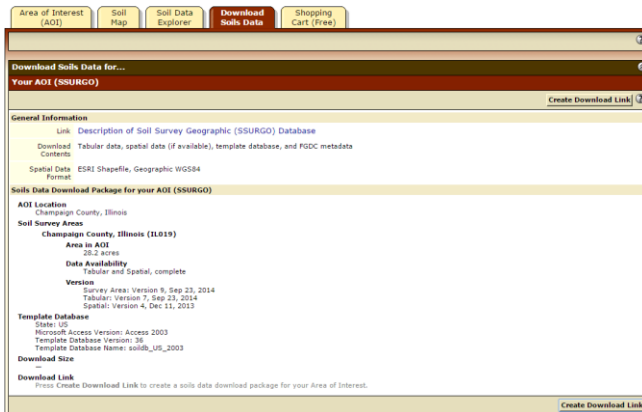 Area of Interest
(AOI)
Soil
Map
Soil Data
Explorer
Download
Soils Data
Shopping
Cart (Free)
Download Soils Data for...
Your AOI (SSURGO)
Create Download Link
General Information
Link Description of Soil Survey Geographic (SSURGO) Database
Download Contents Tabular data, spatial data (if available), template database, and FGDC metadata
Spatial Data Format ESRI Shapefile, Geographic WGS84
Soils Data Download Package for your AOI (SSURGO)
AOI Location
Champaign County, Illinois
Soil Survey Areas
Champaign County, Illinois (IL019)
Area in AOI
28.2 acres
Data Availability
Tabular and Spatial, complete
Version
Survey Area: Version 9, Sep 23, 2014
Tabular: Version 7, Sep 23, 2014
Spatial: Version 4, Dec 11, 2013
Template Database
State: US
Microsoft Access Version: Access 2003
Template Database Version: 36
Template Database Name: soildb_US_2003
Download Size
—
Download Link
Press Create Download Link to create a soils data download package for your Area of Interest.
Create Download Link